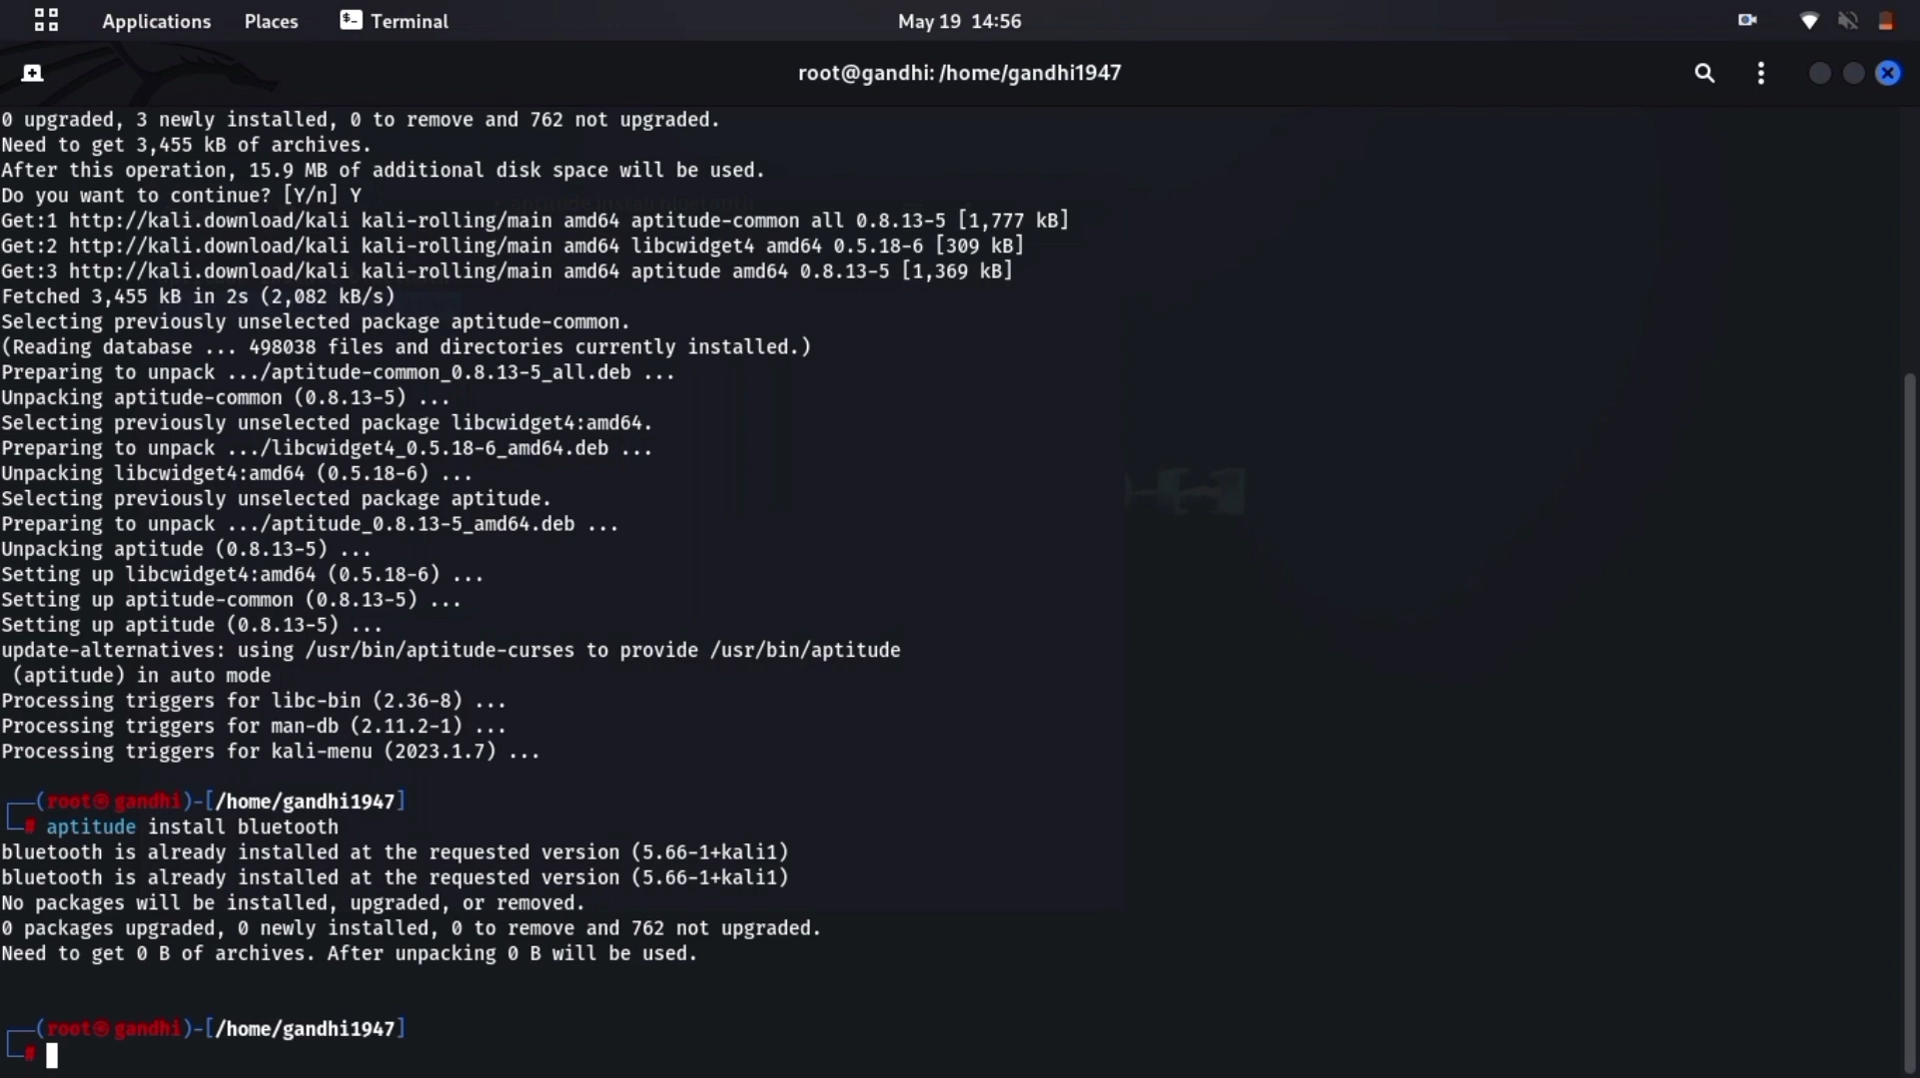 Applications Places Terminal May 19 14:56
root@gandhi: /home/gandhi1947
0 upgraded, 3 newly installed, 0 to remove and 762 not upgraded.
Need to get 3,455 kB of archives.
After this operation, 15.9 MB of additional disk space will be used.
Do you want to continue? [Y/n] Y
Get:1 http://kali.download/kali kali-rolling/main amd64 aptitude-common all 0.8.13-5 [1,777 kB]
Get:2 http://kali.download/kali kali-rolling/main amd64 libcwidget4 amd64 0.5.18-6 [309 kB]
Get:3 http://kali.download/kali kali-rolling/main amd64 aptitude amd64 0.8.13-5 [1,369 kB]
Fetched 3,455 kB in 2s (2,082 kB/s)
Selecting previously unselected package aptitude-common.
(Reading database ... 498038 files and directories currently installed.)
Preparing to unpack .../aptitude-common_0.8.13-5_all.deb ...
Unpacking aptitude-common (0.8.13-5) ...
Selecting previously unselected package libcwidget4:amd64.
Preparing to unpack .../libcwidget4_0.5.18-6_amd64.deb ...
Unpacking libcwidget4:amd64 (0.5.18-6) ...
Selecting previously unselected package aptitude.
Preparing to unpack .../aptitude_0.8.13-5_amd64.deb ...
Unpacking aptitude (0.8.13-5) ...
Setting up libcwidget4:amd64 (0.5.18-6) ...
Setting up aptitude-common (0.8.13-5) ...
Setting up aptitude (0.8.13-5) ...
update-alternatives: using /usr/bin/aptitude-curses to provide /usr/bin/aptitude
(aptitude) in auto mode
Processing triggers for libc-bin (2.36-8) ...
Processing triggers for man-db (2.11.2-1) ...
Processing triggers for kali-menu (2023.1.7) ...
┌──(root㉿gandhi)-[/home/gandhi1947]
└─# aptitude install bluetooth
bluetooth is already installed at the requested version (5.66-1+kali1)
bluetooth is already installed at the requested version (5.66-1+kali1)
No packages will be installed, upgraded, or removed.
0 packages upgraded, 0 newly installed, 0 to remove and 762 not upgraded.
Need to get 0 B of archives. After unpacking 0 B will be used.
┌──(root㉿gandhi)-[/home/gandhi1947]
└─#